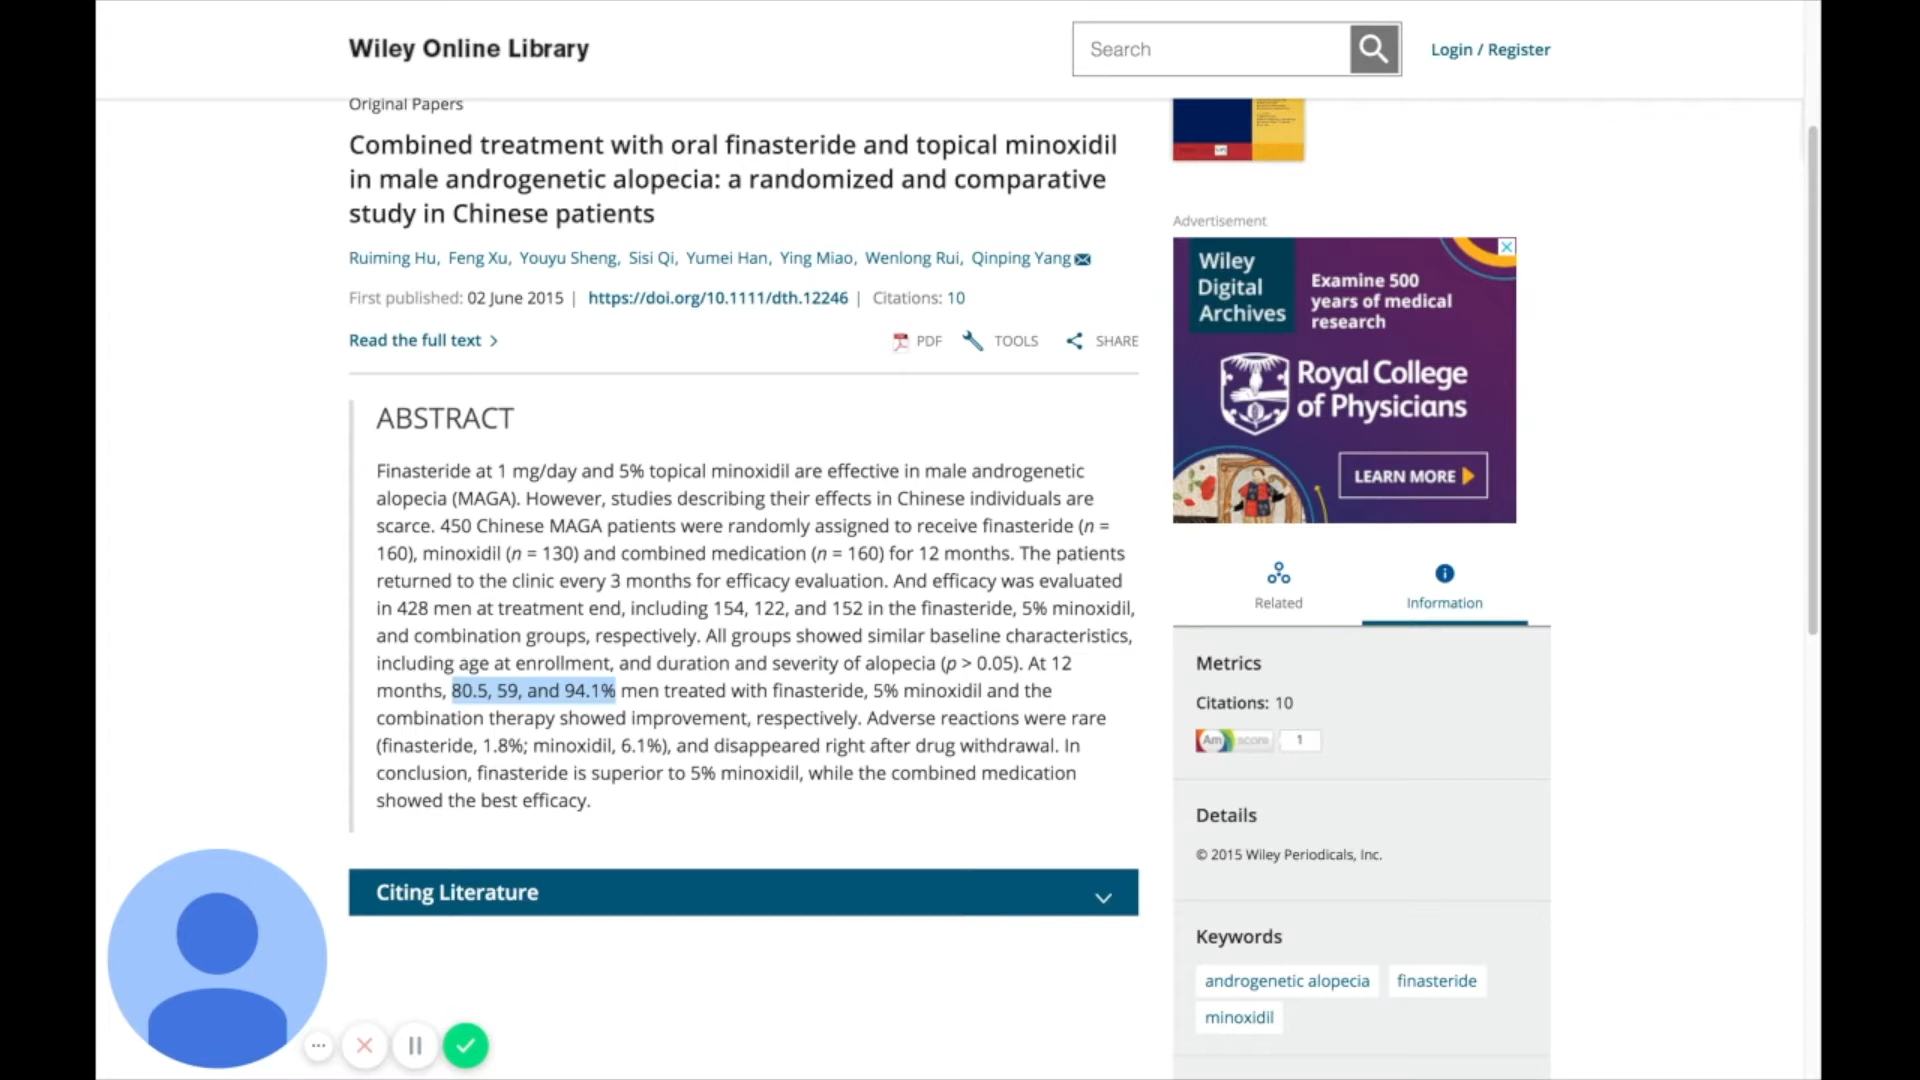 Wiley Online Library
Search
Login / Register
Original Papers
Combined treatment with oral finasteride and topical minoxidil
in male androgenetic alopecia: a randomized and comparative
study in Chinese patients
Ruiming Hu, Feng Xu, Youyu Sheng, Sisi Qi, Yumei Han, Ying Miao, Wenlong Rui, Qinping Yang
First published: 02 June 2015 | https://doi.org/10.1111/dth.12246 | Citations: 10
Read the full text
PDF
TOOLS
SHARE
ABSTRACT
Finasteride at 1 mg/day and 5% topical minoxidil are effective in male androgenetic
alopecia (MAGA). However, studies describing their effects in Chinese individuals are
scarce. 450 Chinese MAGA patients were randomly assigned to receive finasteride (n =
160), minoxidil (n = 130) and combined medication (n = 160) for 12 months. The patients
returned to the clinic every 3 months for efficacy evaluation. And efficacy was evaluated
in 428 men at treatment end, including 154, 122, and 152 in the finasteride, 5% minoxidil,
and combination groups, respectively. All groups showed similar baseline characteristics,
including age at enrollment, and duration and severity of alopecia (p > 0.05). At 12
months, 80.5, 59, and 94.1% men treated with finasteride, 5% minoxidil and the
combination therapy showed improvement, respectively. Adverse reactions were rare
(finasteride, 1.8%; minoxidil, 6.1%), and disappeared right after drug withdrawal. In
conclusion, finasteride is superior to 5% minoxidil, while the combined medication
showed the best efficacy.
Citing Literature
Advertisement
Wiley
Digital
Archives
Examine 500
years of medical
research
Royal College
of Physicians
LEARN MORE
Related
Information
Metrics
Citations: 10
Am score 1
Details
© 2015 Wiley Periodicals, Inc.
Keywords
androgenetic alopecia
finasteride
minoxidil